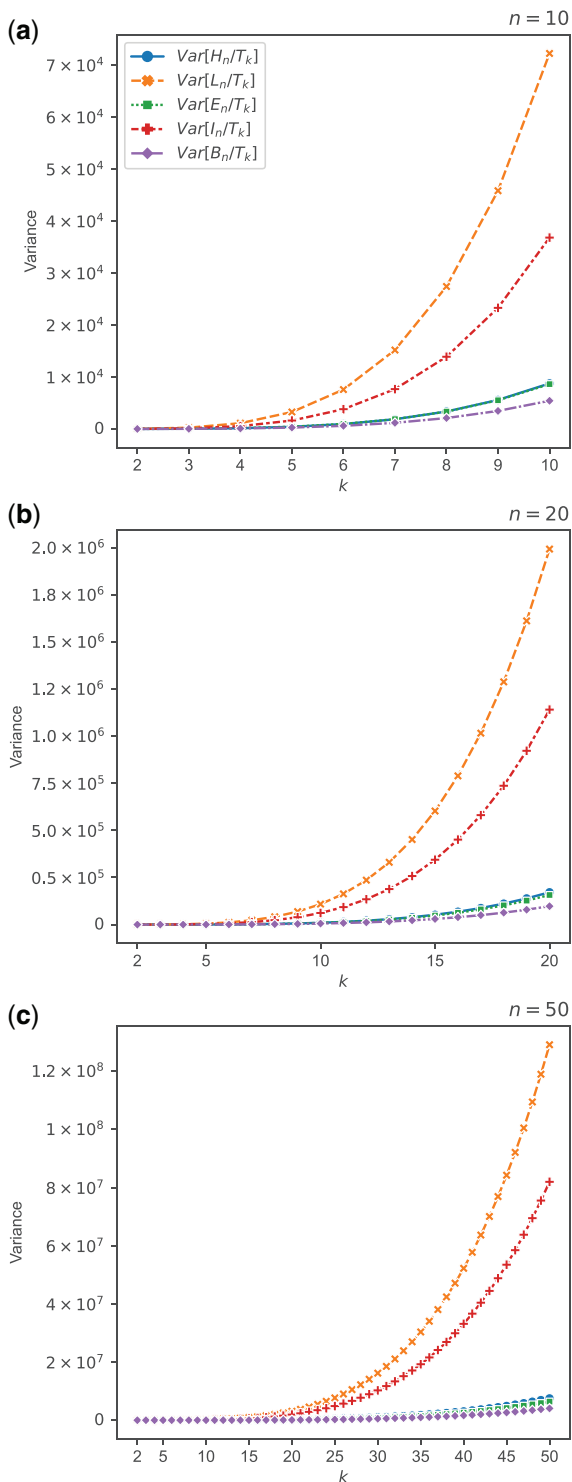 (a)
n = 10
Var[H_n/T_k]
Var[L_n/T_k]
Var[E_n/T_k]
Var[I_n/T_k]
Var[B_n/T_k]
7 × 10^4
6 × 10^4
5 × 10^4
4 × 10^4
3 × 10^4
2 × 10^4
1 × 10^4
0
Variance
2 3 4 5 6 7 8 9 10
k
(b)
n = 20
2.0 × 10^6
1.8 × 10^6
1.5 × 10^6
1.2 × 10^6
1.0 × 10^6
7.5 × 10^5
5.0 × 10^5
0.5 × 10^5
0
Variance
2 5 10 15 20
k
(c)
n = 50
1.2 × 10^8
1 × 10^8
8 × 10^7
6 × 10^7
4 × 10^7
2 × 10^7
0
Variance
2 5 10 15 20 25 30 35 40 45 50
k